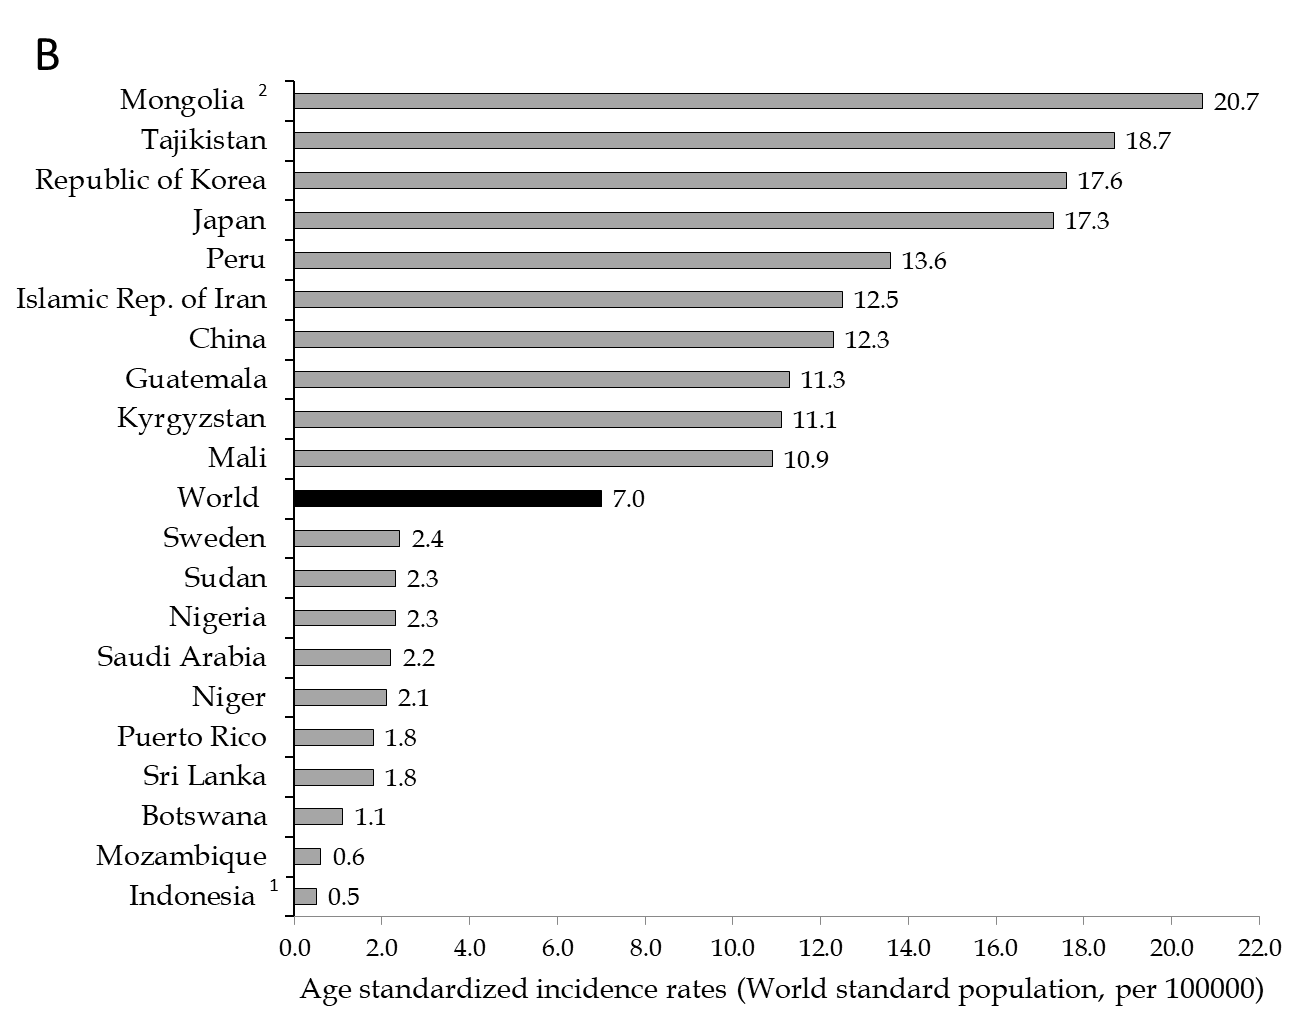 B
Mongolia 2 20.7
Tajikistan 18.7
Republic of Korea 17.6
Japan 17.3
Peru 13.6
Islamic Rep. of Iran 12.5
China 12.3
Guatemala 11.3
Kyrgyzstan 11.1
Mali 10.9
World 7.0
Sweden 2.4
Sudan 2.3
Nigeria 2.3
Saudi Arabia 2.2
Niger 2.1
Puerto Rico 1.8
Sri Lanka 1.8
Botswana 1.1
Mozambique 0.6
Indonesia 1 0.5
0.0 2.0 4.0 6.0 8.0 10.0 12.0 14.0 16.0 18.0 20.0 22.0
Age standardized incidence rates (World standard population, per 100000)